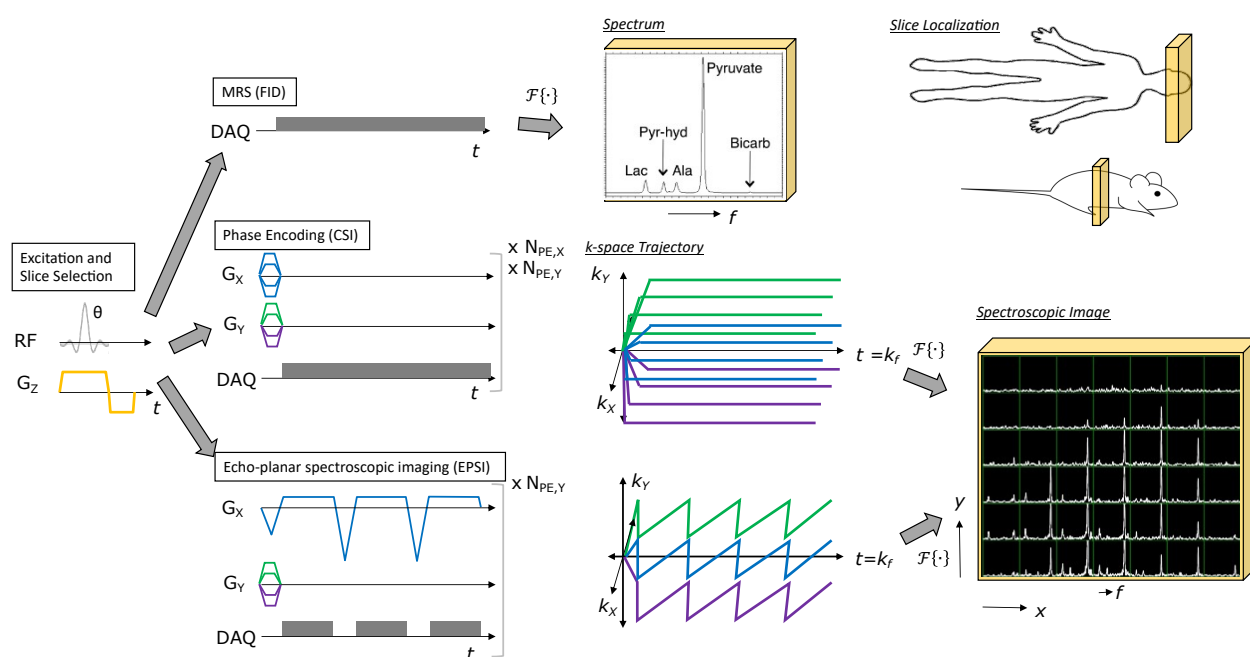 Spectrum
Slice Localization
MRS (FID)
DAQ
t
ℱ{·}
Pyruvate
Pyr-hyd
Bicarb
Lac
Ala
f
Excitation and
Slice Selection
θ
RF
G_Z
t
Phase Encoding (CSI)
x N_PE,X
x N_PE,Y
G_X
G_Y
DAQ
t
k-space Trajectory
k_Y
t =k_f
k_X
ℱ{·}
Spectroscopic Image
Echo-planar spectroscopic imaging (EPSI)
x N_PE,Y
G_X
G_Y
DAQ
t
k_Y
t=k_f
k_X
ℱ{·}
y
x
f